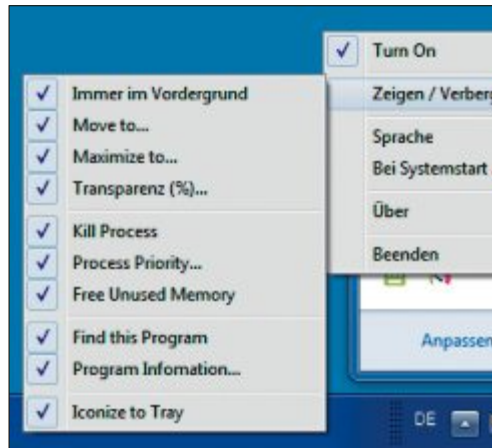 Turn On
Zeigen / Verberg
Sprache
Bei Systemstart
Über
Beenden
Immer im Vordergrund
Move to...
Maximize to...
Transparenz (%)...
Kill Process
Process Priority...
Free Unused Memory
Find this Program
Program Infomation...
Iconize to Tray
Anpassen
DE